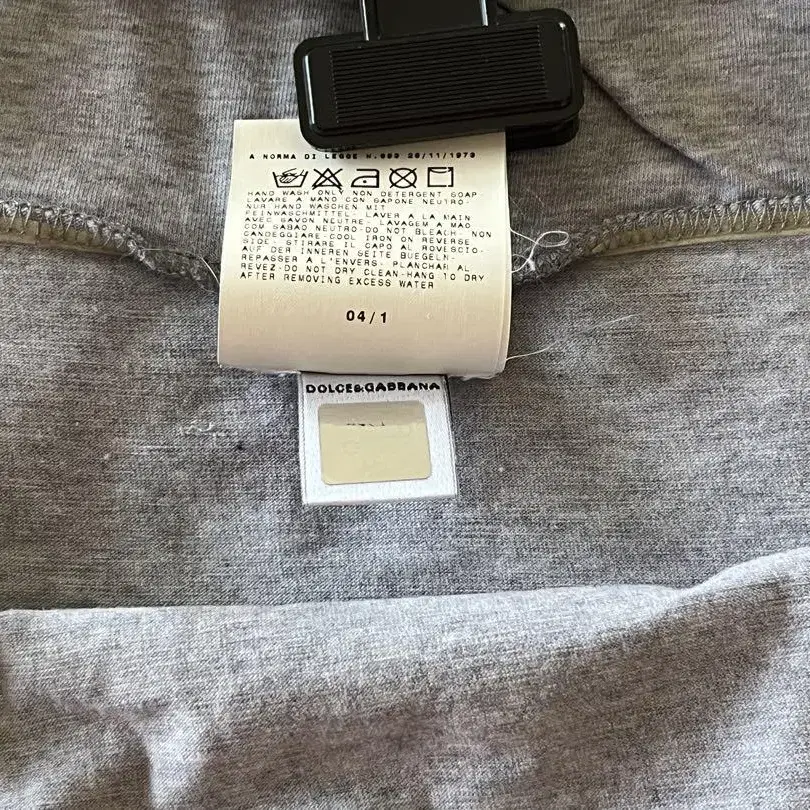 A NORMA DI LEGGE N.883 26/11/1973
HAND WASH ONLY NON DETERGENT SOAP-
LAVARE A MANO CON SAPONE NEUTRO-
NUR HAND WASCHEN MIT
FEINWASCHMITTEL- LAVER A LA MAIN
AVEC SAVON NEUTRE- LAVAGEM A MAO
COM SABAO NEUTRO-DO NOT BLEACH- NON
CANDEGGIARE-COOL IRON ON REVERSE
SIDE- STIRARE IL CAPO AL ROVESCIO-
AUF DER INNEREN SEITE BUEGELN-
REPASSER A L'ENVERS- PLANCHAR AL
REVEZ-DO NOT DRY CLEAN-HANG TO DRY
AFTER REMOVING EXCESS WATER
04/1
DOLCE&GABBANA